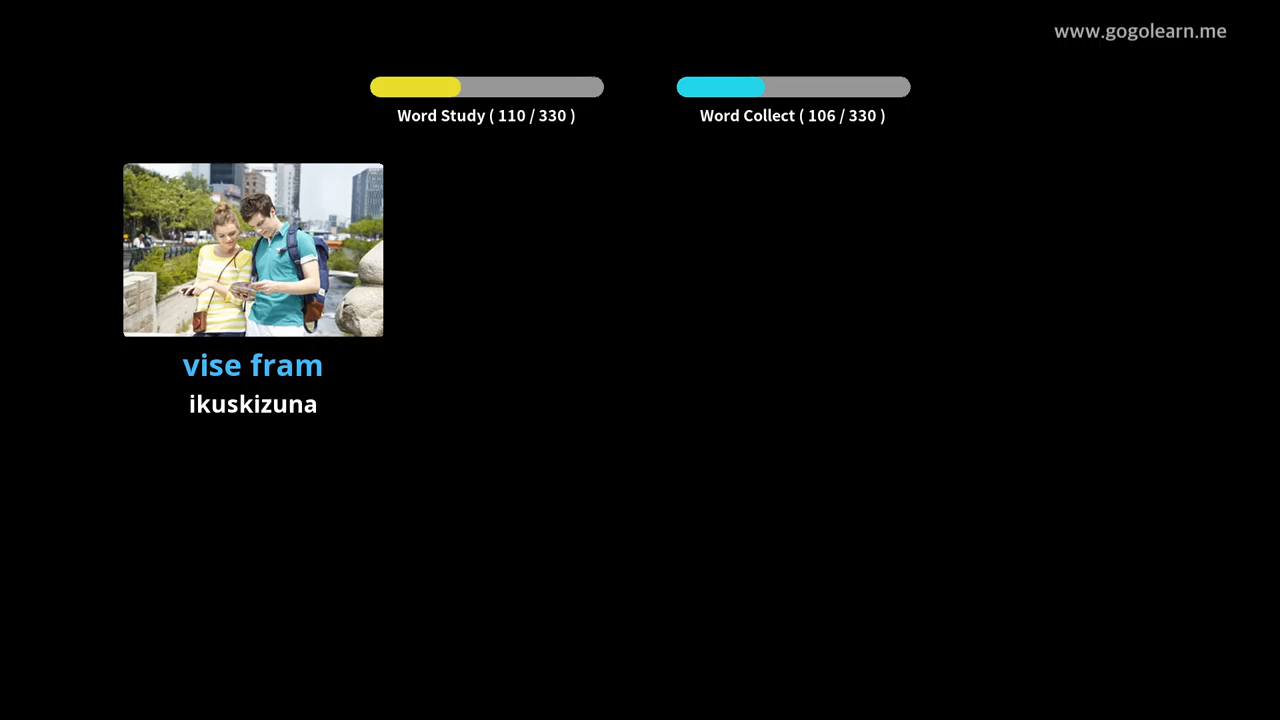 www.gogolearn.me
Word Study ( 110 / 330 )
Word Collect ( 106 / 330 )
vise fram
ikuskizuna